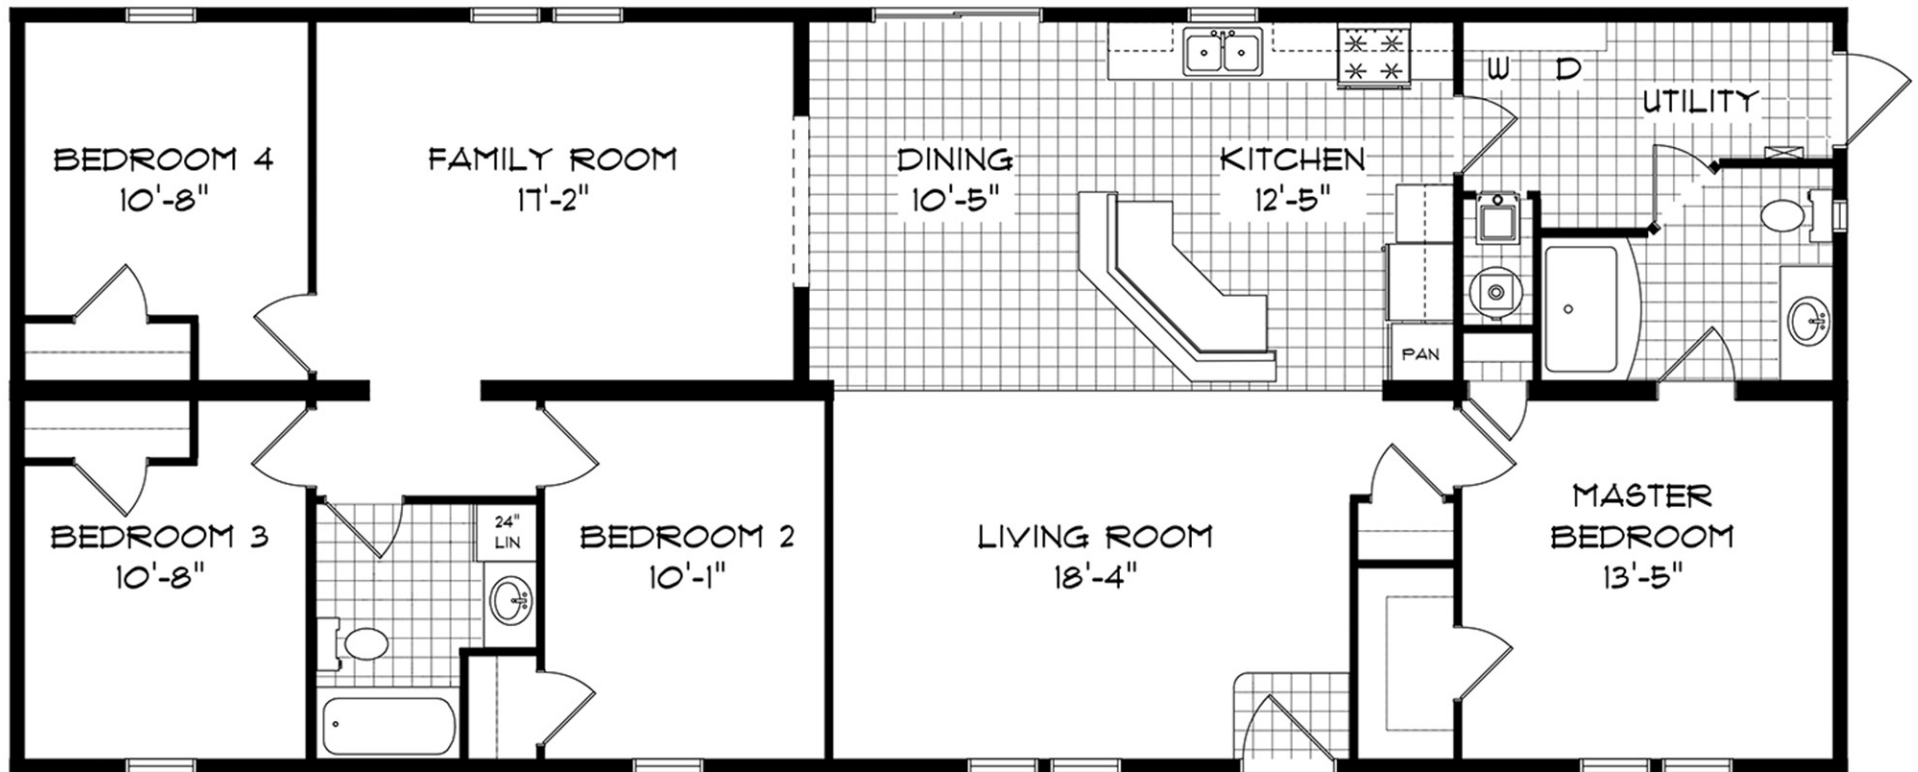 BEDROOM 4
10'-8"
FAMILY ROOM
17'-2"
DINING
10'-5"
KITCHEN
12'-5"
W D
UTILITY
PAN
BEDROOM 3
10'-8"
24"
LIN
BEDROOM 2
10'-1"
LIVING ROOM
18'-4"
MASTER
BEDROOM
13'-5"